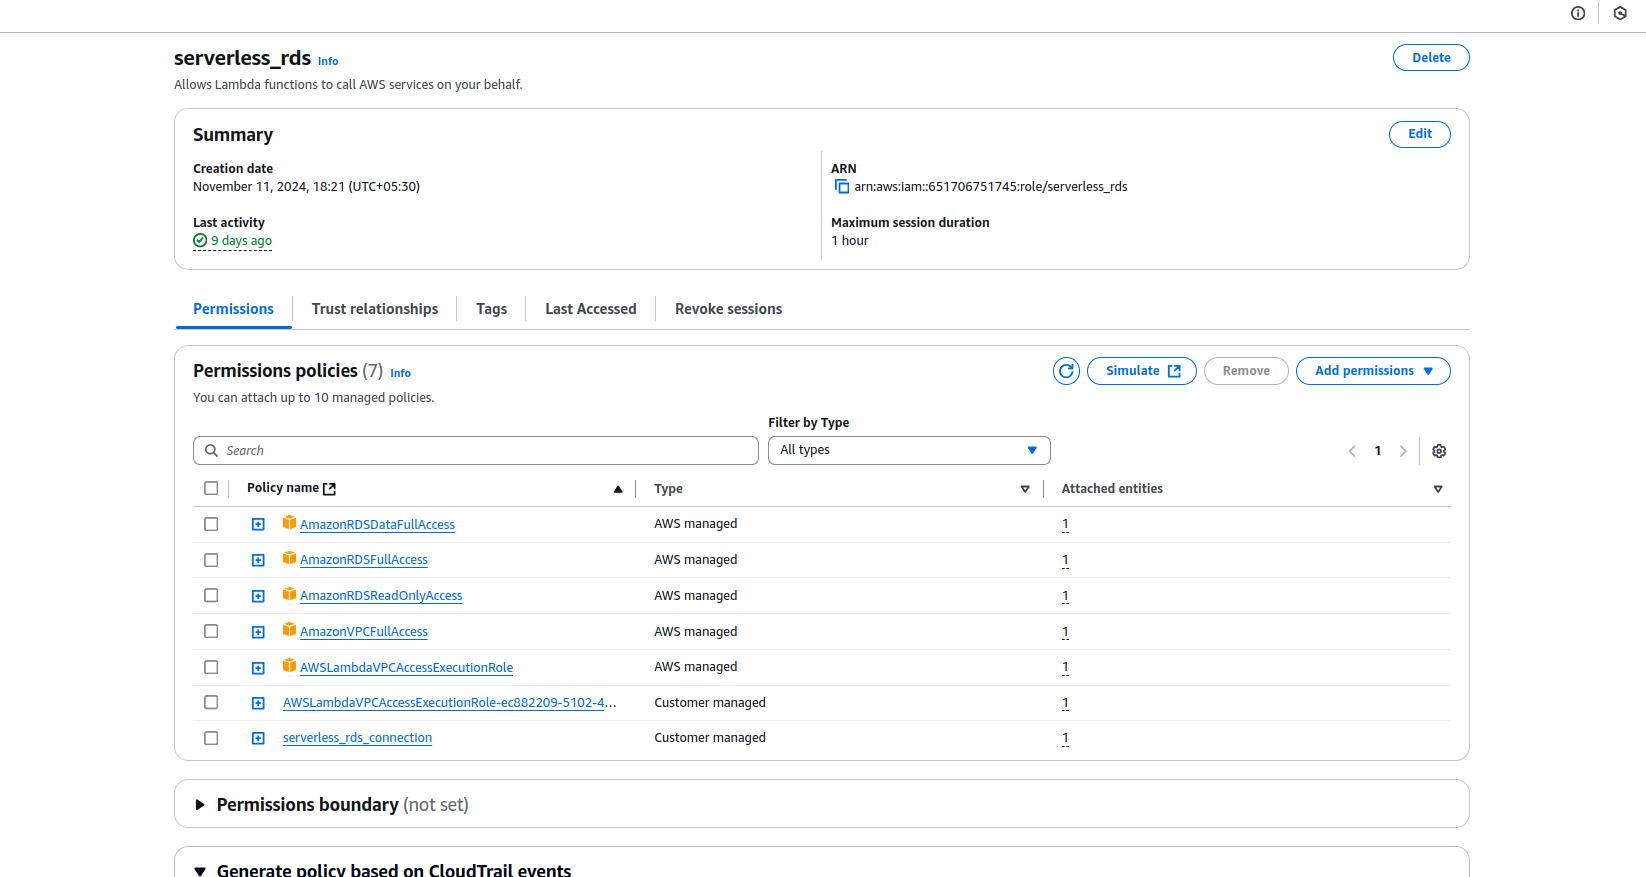 serverless_rds Info
Delete
Allows Lambda functions to call AWS services on your behalf.
Summary
Edit
Creation date
November 11, 2024, 18:21 (UTC+05:30)
ARN
arn:aws:iam::651706751745:role/serverless_rds
Last activity
9 days ago
Maximum session duration
1 hour
Permissions
Trust relationships
Tags
Last Accessed
Revoke sessions
Permissions policies (7) Info
Simulate
Remove
Add permissions
You can attach up to 10 managed policies.
Filter by Type
Search
All types
1
Policy name
Type
Attached entities
AmazonRDSDataFullAccess AWS managed 1
AmazonRDSFullAccess AWS managed 1
AmazonRDSReadOnlyAccess AWS managed 1
AmazonVPCFullAccess AWS managed 1
AWSLambdaVPCAccessExecutionRole AWS managed 1
AWSLambdaVPCAccessExecutionRole-ec882209-5102-4... Customer managed 1
serverless_rds_connection Customer managed 1
Permissions boundary (not set)
Generate policy based on CloudTrail events